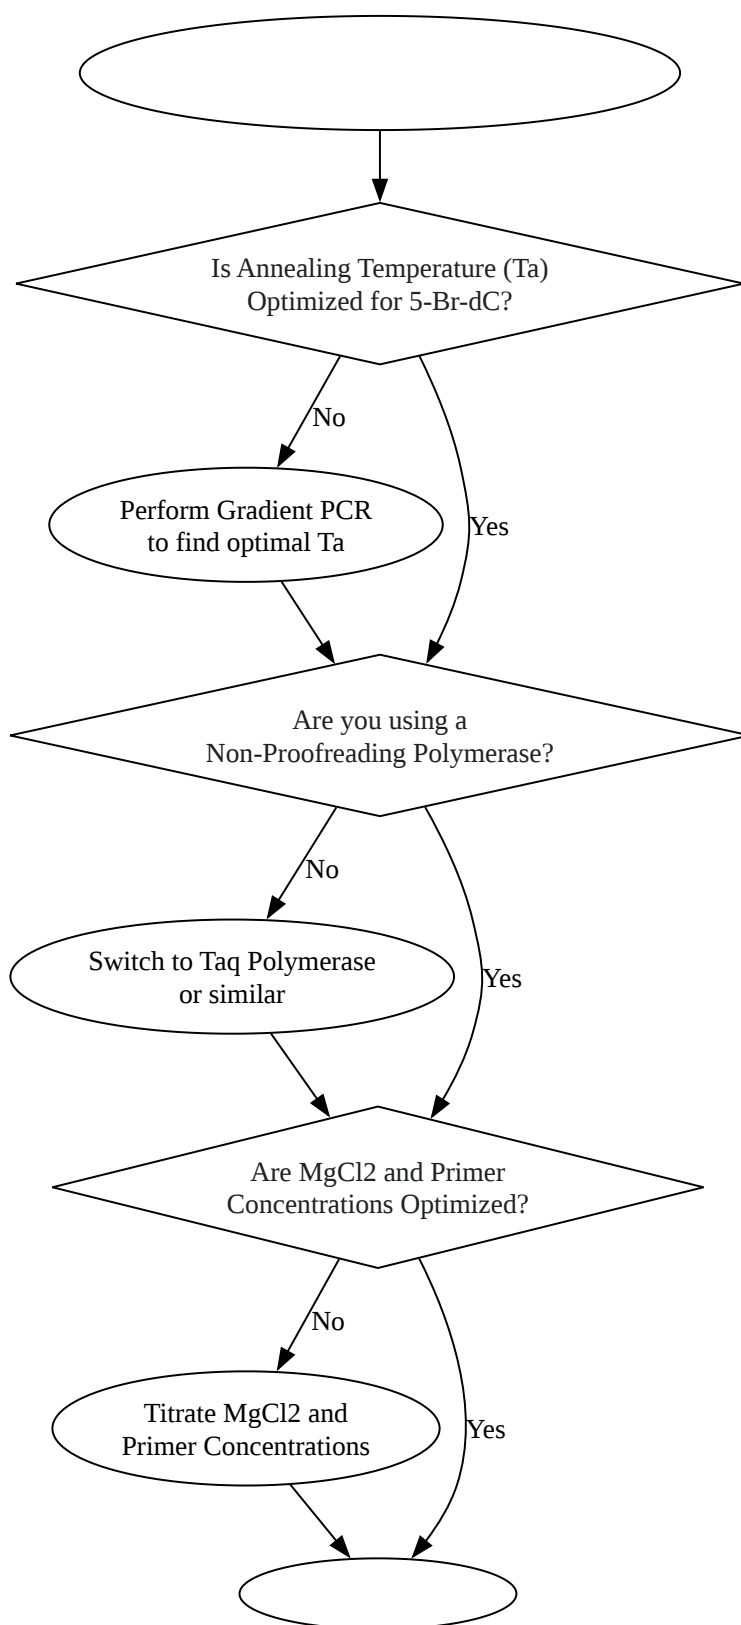 Is Annealing Temperature (Ta)
Optimized for 5-Br-dC?
No
Perform Gradient PCR
to find optimal Ta
Yes
Are you using a
Non-Proofreading Polymerase?
No
Switch to Taq Polymerase
or similar
Yes
Are MgCl2 and Primer
Concentrations Optimized?
No
Titrate MgCl2 and
Primer Concentrations
Yes